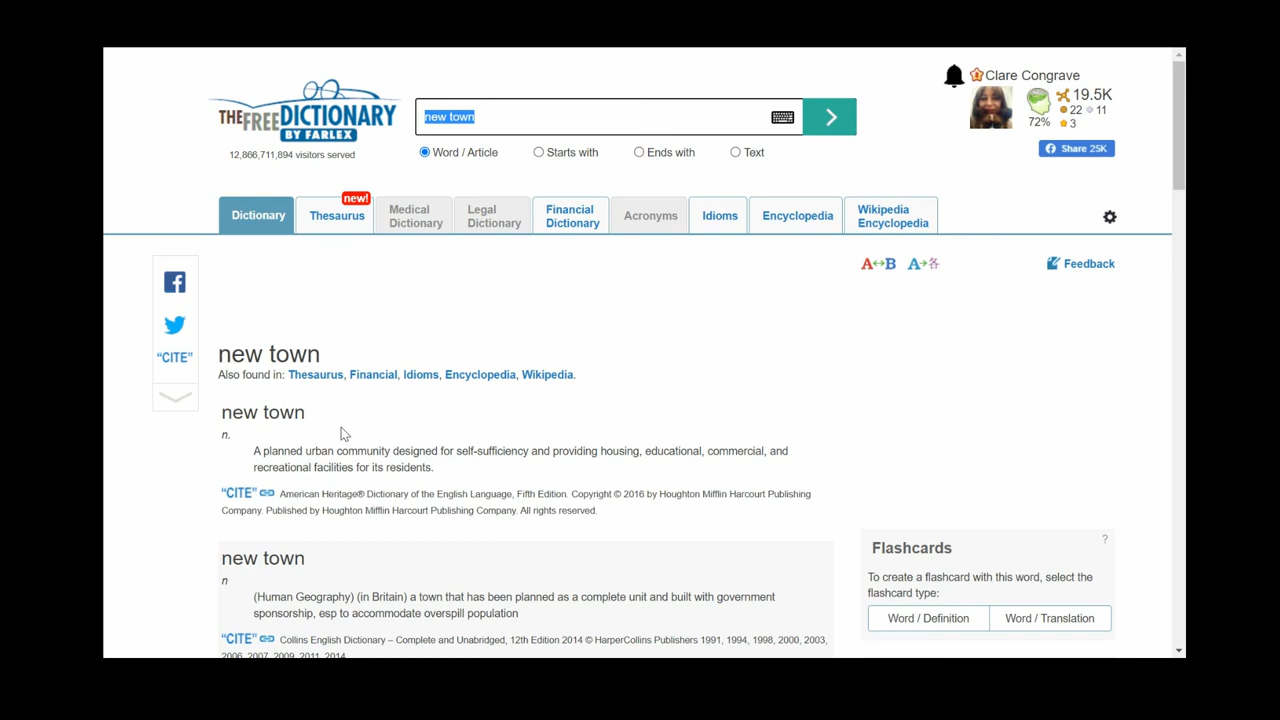 THE FREE DICTIONARY
BY FARLEX
12,866,711,894 visitors served
new town
Word / Article
Starts with
Ends with
Text
Clare Congrave
19.5K
22 11
72%
3
Share 25K
Dictionary
new!
Thesaurus
Medical
Dictionary
Legal
Dictionary
Financial
Dictionary
Acronyms
Idioms
Encyclopedia
Wikipedia
Encyclopedia
A↔B
A→各
Feedback
“CITE”
new town
Also found in: Thesaurus, Financial, Idioms, Encyclopedia, Wikipedia.
new town
n.
A planned urban community designed for self-sufficiency and providing housing, educational, commercial, and
recreational facilities for its residents.
“CITE” American Heritage® Dictionary of the English Language, Fifth Edition. Copyright © 2016 by Houghton Mifflin Harcourt Publishing
Company. Published by Houghton Mifflin Harcourt Publishing Company. All rights reserved.
new town
n
(Human Geography) (in Britain) a town that has been planned as a complete unit and built with government
sponsorship, esp to accommodate overspill population
“CITE” Collins English Dictionary – Complete and Unabridged, 12th Edition 2014 © HarperCollins Publishers 1991, 1994, 1998, 2000, 2003,
2006, 2007, 2009, 2011, 2014
Flashcards
?
To create a flashcard with this word, select the
flashcard type:
Word / Definition
Word / Translation